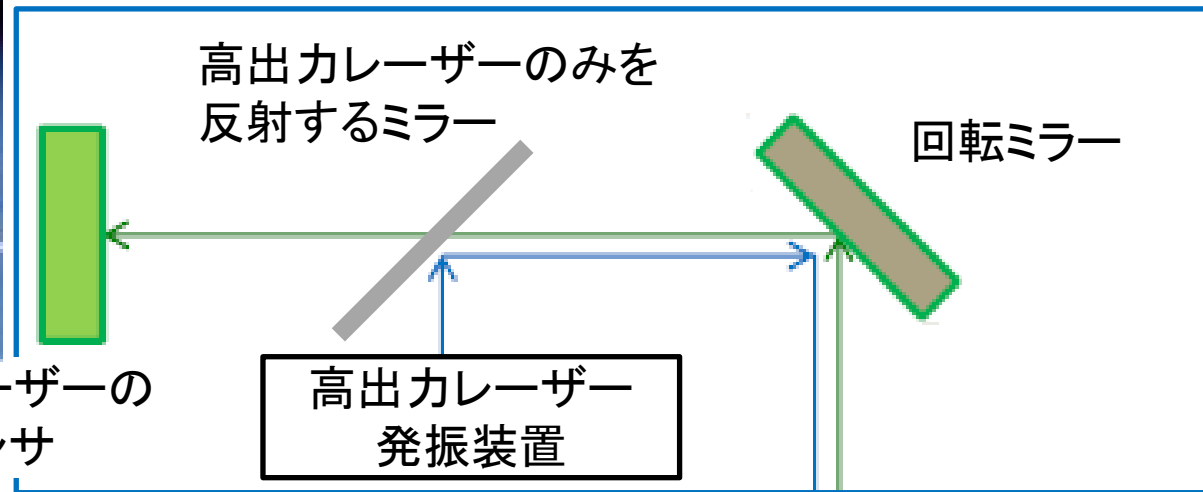 高出力レーザーのみを
反射するミラー
回転ミラー
ーザーの
ンサ
高出力レーザー
発振装置